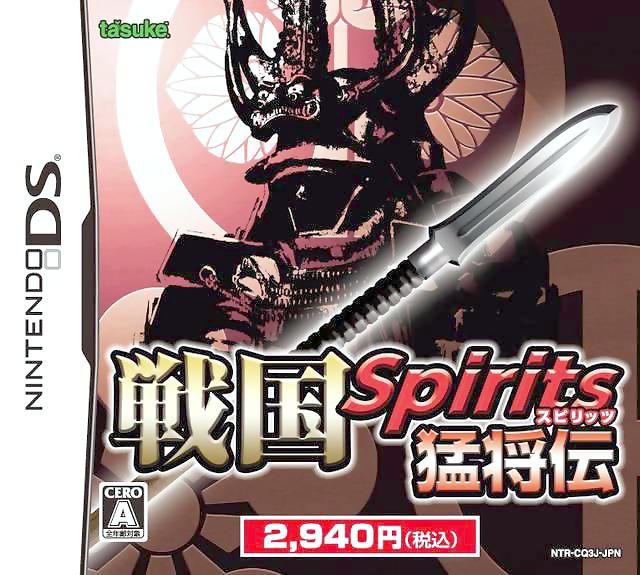 tasuke
NINTENDO DS®
戦国Spirits
スピリッツ
猛将伝
CERO
A
全年齢対象
2,940円(税込)
NTR-CQ3J-JPN